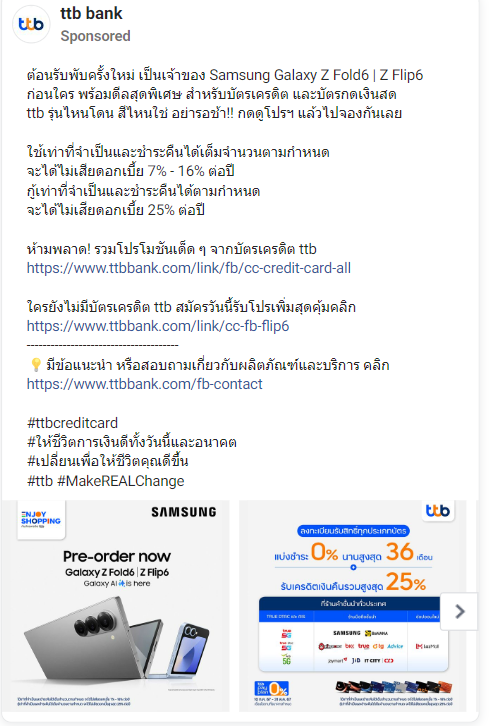 ttb
ttb bank
Sponsored
ต้อนรับพับครั้งใหม่ เป็นเจ้าของ Samsung Galaxy Z Fold6 | Z Flip6
ก่อนใคร พร้อมดีลสุดพิเศษ สำหรับบัตรเครดิต และบัตรกดเงินสด
ttb รุ่นไหนโดน สีไหนใช่ อย่ารอช้า!! กดดูโปรฯ แล้วไปจองกันเลย
ใช้เท่าที่จำเป็นและชำระคืนได้เต็มจำนวนตามกำหนด
จะได้ไม่เสียดอกเบี้ย 7% - 16% ต่อปี
กู้เท่าที่จำเป็นและชำระคืนได้ตามกำหนด
จะได้ไม่เสียดอกเบี้ย 25% ต่อปี
ห้ามพลาด! รวมโปรโมชันเด็ด ๆ จากบัตรเครดิต ttb
https://www.ttbbank.com/link/fb/cc-credit-card-all
ใครยังไม่มีบัตรเครดิต ttb สมัครวันนี้รับโปรเพิ่มสุดคุ้มคลิก
https://www.ttbbank.com/link/cc-fb-flip6
--------------------------------------
💡 มีข้อแนะนำ หรือสอบถามเกี่ยวกับผลิตภัณฑ์และบริการ คลิก
https://www.ttbbank.com/fb-contact
#ttbcreditcard
#ให้ชีวิตการเงินดีทั้งวันนี้และอนาคต
#เปลี่ยนเพื่อให้ชีวิตคุณดีขึ้น
#ttb #MakeREALChange
ENJOY
SHOPPING
SAMSUNG
Pre-order now
Galaxy Z Fold6 | Z Flip6
Galaxy AI is here
ttb
ลงทะเบียนรับสิทธิ์ทุกประเภทบัตร
แบ่งชำระ 0% นานสูงสุด 36 เดือน
รับเครดิตเงินคืนรวมสูงสุด 25%
ที่ร้านค้าชั้นนำทั่วประเทศ
SAMSUNG BANANA
true dtac Advice
5G
jaymart JIB IT CITY
0%